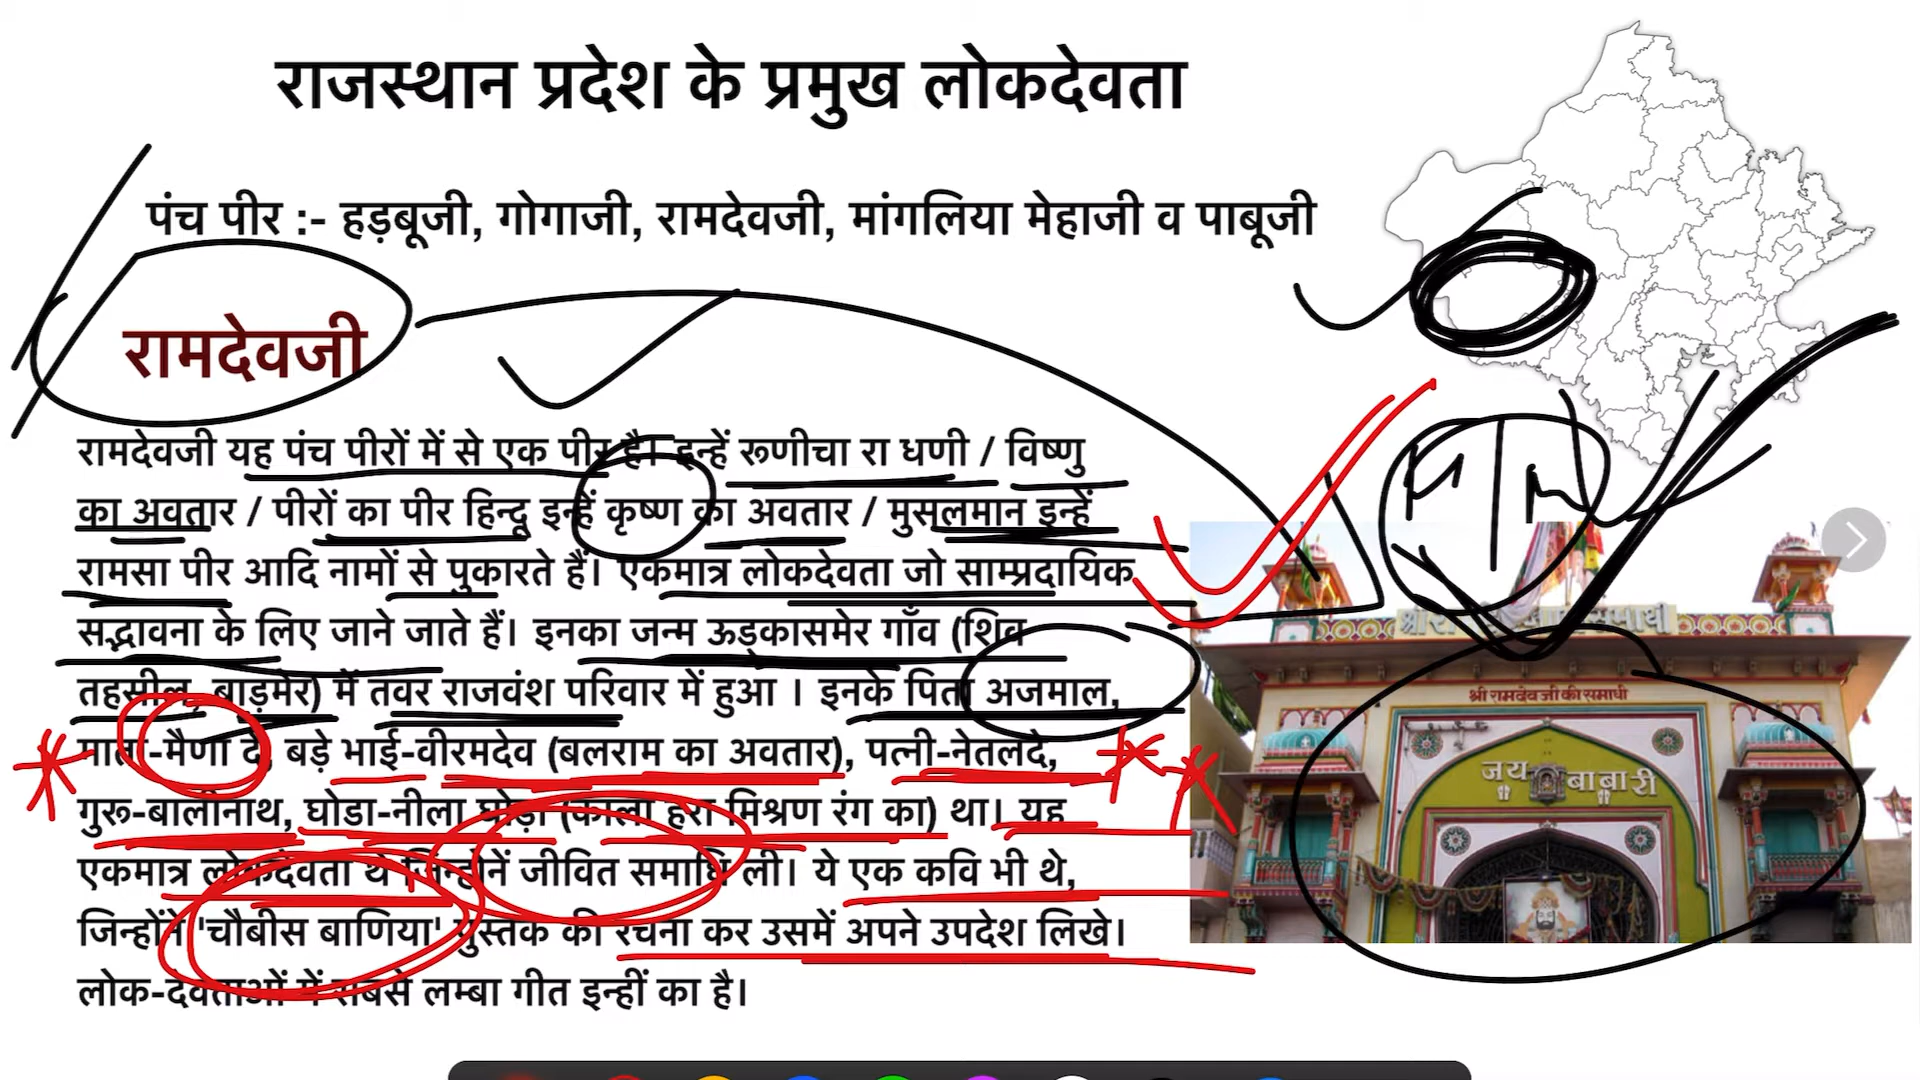 राजस्थान प्रदेश के प्रमुख लोकदेवता
पंच पीर :- हड़बूजी, गोगाजी, रामदेवजी, मांगलिया मेहाजी व पाबूजी
रामदेवजी
रामदेवजी यह पंच पीरों में से एक पीर है। इन्हें रूणीचा रा धणी / विष्णु
का अवतार / पीरों का पीर हिन्दू इन्हें कृष्ण का अवतार / मुसलमान इन्हें
रामसा पीर आदि नामों से पुकारते हैं। एकमात्र लोकदेवता जो साम्प्रदायिक
सद्भावना के लिए जाने जाते हैं। इनका जन्म ऊडकासमेर गाँव (शिव
तहसील, बाड़मेर) में तवर राजवंश परिवार में हुआ । इनके पिता अजमाल,
माता-मैणा दे, बड़े भाई-वीरमदेव (बलराम का अवतार), पत्नी-नेतलदे,
गुरू-बालीनाथ, घोडा-नीला घोड़ा (काला हरा मिश्रण रंग का) था। यह
एकमात्र लोकदेवता थे जिन्होनें जीवित समाधि ली। ये एक कवि भी थे,
जिन्होंने 'चौबीस बाणिया' पुस्तक की रचना कर उसमें अपने उपदेश लिखे।
लोक-देवताओं में सबसे लम्बा गीत इन्हीं का है।
श्री रामदेव जी की समाधी
जय बाबा री